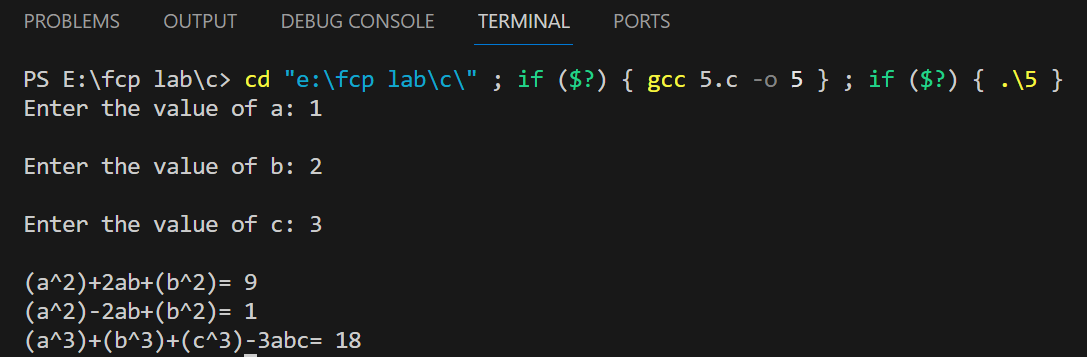 PROBLEMS OUTPUT DEBUG CONSOLE TERMINAL PORTS
PS E:\fcp lab\c> cd "e:\fcp lab\c\" ; if ($?) { gcc 5.c -o 5 } ; if ($?) { .\5 }
Enter the value of a: 1
Enter the value of b: 2
Enter the value of c: 3
(a^2)+2ab+(b^2)= 9
(a^2)-2ab+(b^2)= 1
(a^3)+(b^3)+(c^3)-3abc= 18